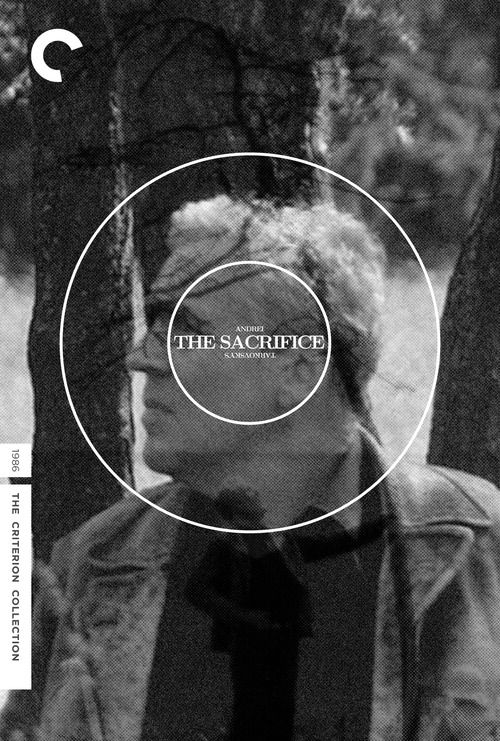 ANDREI
THE SACRIFICE
TARKOVSKY'S
1986
THE CRITERION COLLECTION